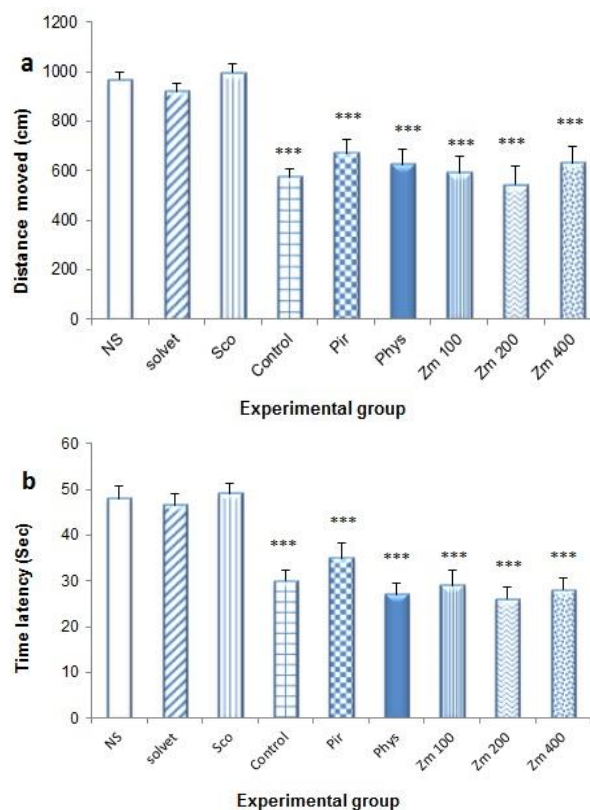 a
Distance moved (cm)
1200
1000
800
600
400
200
0
***
***
***
***
***
***
NS
solvet
Sco
Control
Pir
Phys
Zm 100
Zm 200
Zm 400
Experimental group
b
Time latency (Sec)
60
50
40
30
20
10
0
***
***
***
***
***
***
NS
solvet
Sco
Control
Pir
Phys
Zm 100
Zm 200
Zm 400
Experimental group